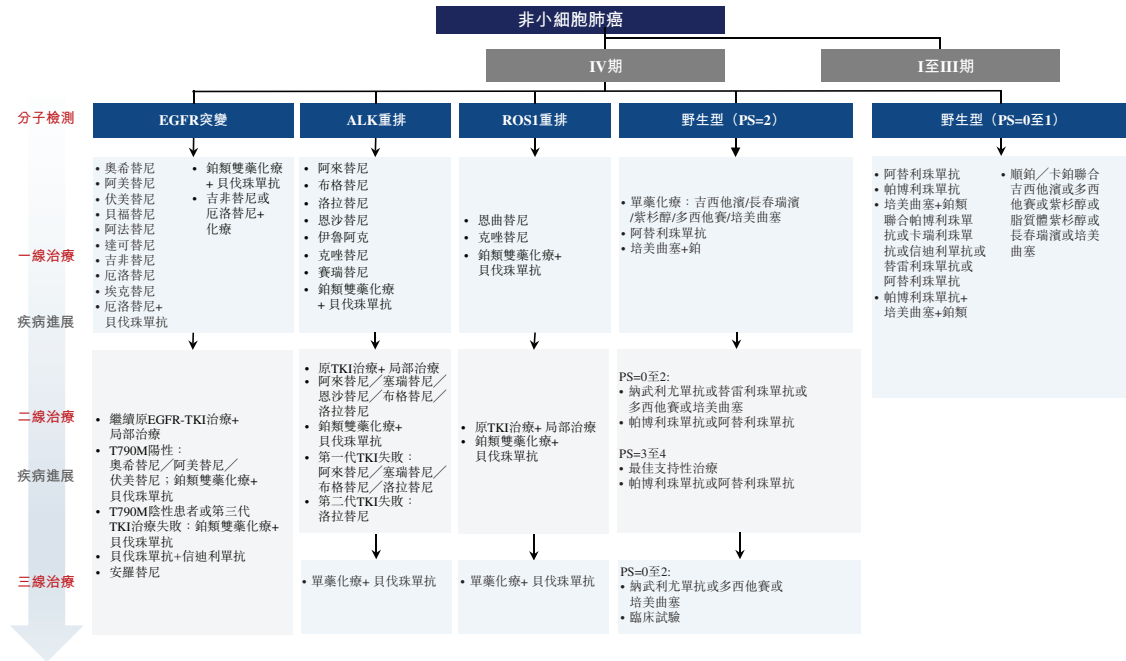 非小細胞肺癌
IV期
I至III期
分子檢測
EGFR突變
ALK重排
ROS1重排
野生型（PS=2）
野生型（PS=0至1）
一線治療
• 奧希替尼
• 阿美替尼
• 伏美替尼
• 貝福替尼
• 阿法替尼
• 達可替尼
• 吉非替尼
• 厄洛替尼
• 埃克替尼
• 厄洛替尼+
貝伐珠單抗
• 鉑類雙藥化療
+ 貝伐珠單抗
• 吉非替尼或
厄洛替尼+
化療
• 阿來替尼
• 布格替尼
• 洛拉替尼
• 恩沙替尼
• 伊魯阿克
• 克唑替尼
• 賽瑞替尼
• 鉑類雙藥化療
+ 貝伐珠單抗
• 恩曲替尼
• 克唑替尼
• 鉑類雙藥化療+
貝伐珠單抗
• 單藥化療：吉西他濱/長春瑞濱
/紫杉醇/多西他賽/培美曲塞
• 阿替利珠單抗
• 培美曲塞+鉑
• 阿替利珠單抗
• 帕博利珠單抗
• 培美曲塞+鉑類
聯合帕博利珠單
抗或卡瑞利珠單
抗或信迪利單抗或
替雷利珠單抗或
阿替利珠單抗
• 帕博利珠單抗+
培美曲塞+鉑類
• 順鉑╱卡鉑聯合
吉西他濱或多西
他賽或紫杉醇或
脂質體紫杉醇或
長春瑞濱或培美
曲塞
疾病進展
二線治療
• 繼續原EGFR-TKI治療+
局部治療
• T790M陽性：
奧希替尼╱阿美替尼╱
伏美替尼；鉑類雙藥化療+
貝伐珠單抗
• T790M陰性患者或第三代
TKI治療失敗：鉑類雙藥化療+
貝伐珠單抗
• 貝伐珠單抗+信迪利單抗
• 安羅替尼
• 原TKI治療+ 局部治療
• 阿來替尼╱塞瑞替尼╱
恩沙替尼╱布格替尼╱
洛拉替尼
• 鉑類雙藥化療+
貝伐珠單抗
• 第一代TKI失敗：
阿來替尼╱塞瑞替尼╱
布格替尼╱洛拉替尼
• 第二代TKI失敗：
洛拉替尼
• 原TKI治療+ 局部治療
• 鉑類雙藥化療+
貝伐珠單抗
PS=0至2:
• 納武利尤單抗或替雷利珠單抗或
多西他賽或培美曲塞
• 帕博利珠單抗或阿替利珠單抗
PS=3至4
• 最佳支持性治療
• 帕博利珠單抗或阿替利珠單抗
疾病進展
三線治療
• 單藥化療+ 貝伐珠單抗
• 單藥化療+ 貝伐珠單抗
PS=0至2:
• 納武利尤單抗或多西他賽或
培美曲塞
• 臨床試驗